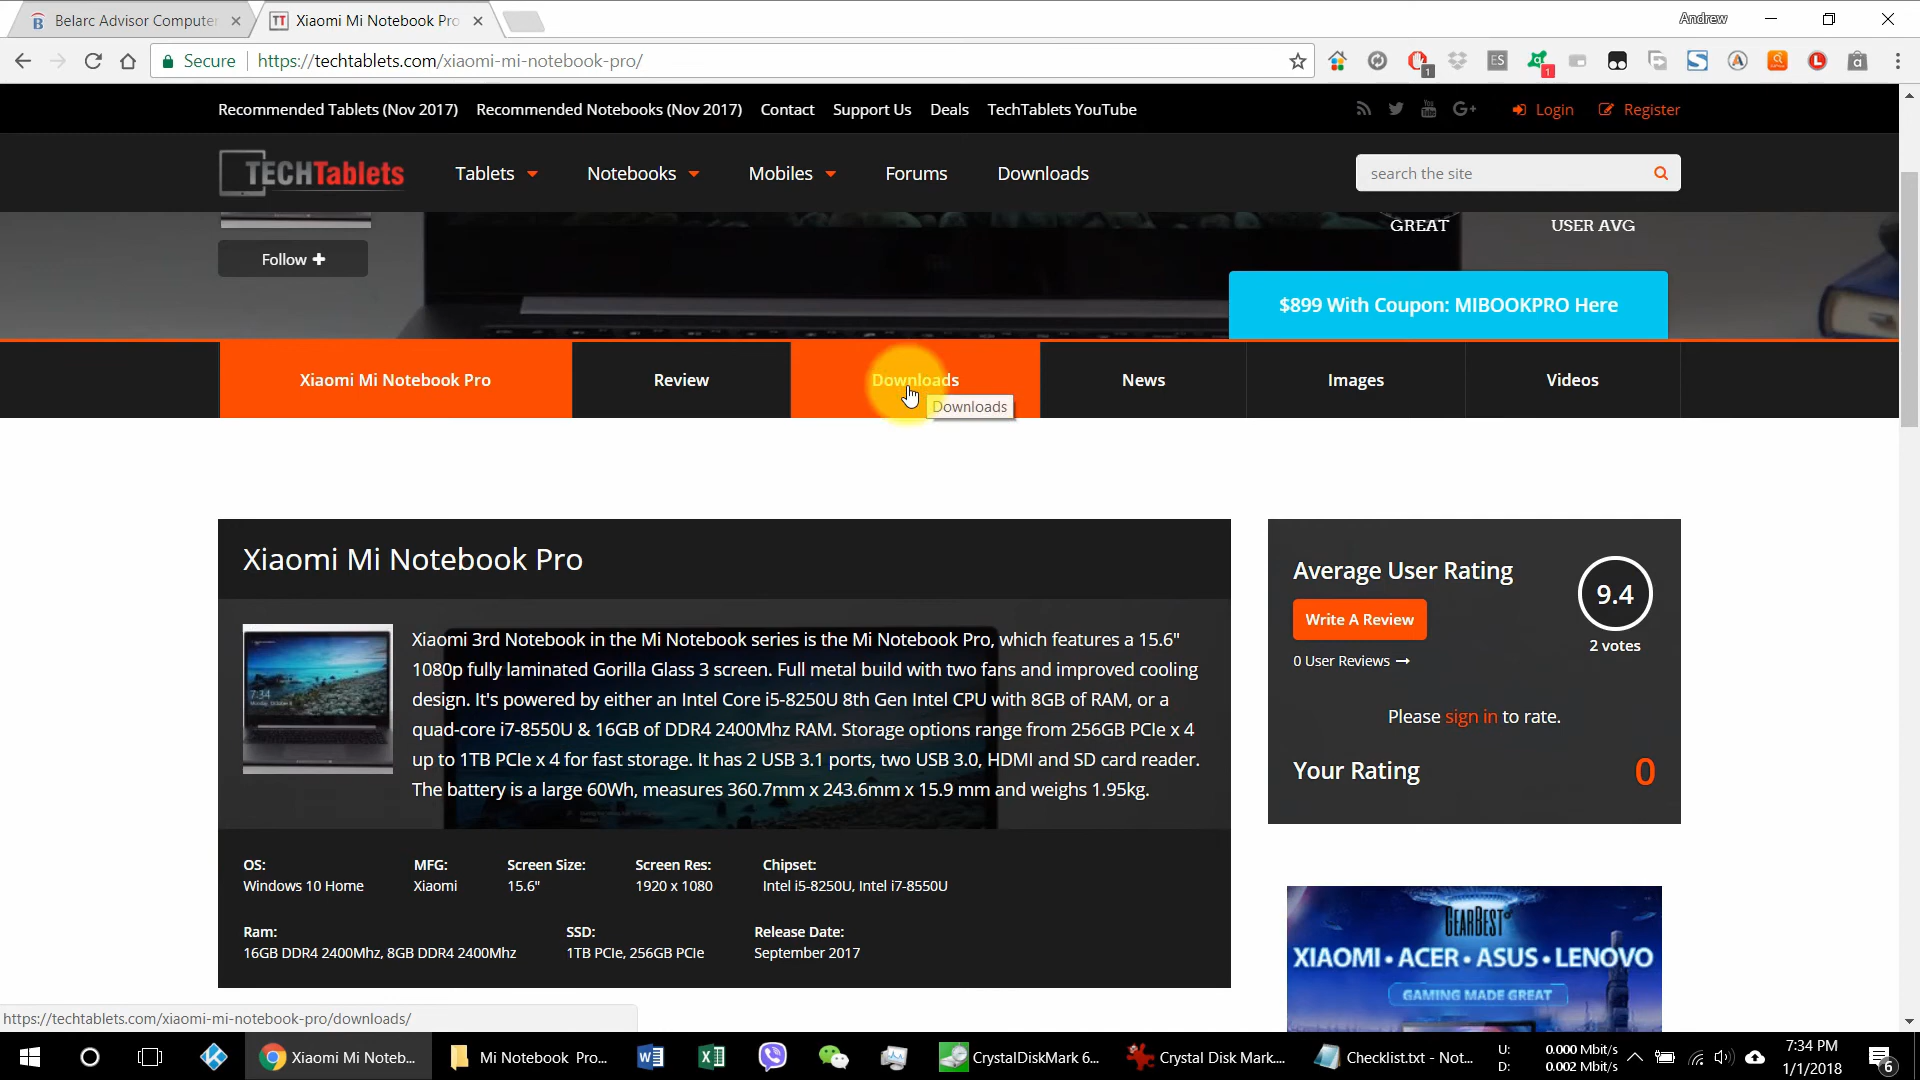 Belarc Advisor Computer
Xiaomi Mi Notebook Pro
Andrew
Secure
https://techtablets.com/xiaomi-mi-notebook-pro/
Recommended Tablets (Nov 2017)
Recommended Notebooks (Nov 2017)
Contact
Support Us
Deals
TechTablets YouTube
Login
Register
TECHTablets
Tablets
Notebooks
Mobiles
Forums
Downloads
search the site
GREAT
USER AVG
Follow
$899 With Coupon: MIBOOKPRO Here
Xiaomi Mi Notebook Pro
Review
Downloads
News
Images
Videos
Downloads
Xiaomi Mi Notebook Pro
Xiaomi 3rd Notebook in the Mi Notebook series is the Mi Notebook Pro, which features a 15.6"
1080p fully laminated Gorilla Glass 3 screen. Full metal build with two fans and improved cooling
design. It's powered by either an Intel Core i5-8250U 8th Gen Intel CPU with 8GB of RAM, or a
quad-core i7-8550U & 16GB of DDR4 2400Mhz RAM. Storage options range from 256GB PCIe x 4
up to 1TB PCIe x 4 for fast storage. It has 2 USB 3.1 ports, two USB 3.0, HDMI and SD card reader.
The battery is a large 60Wh, measures 360.7mm x 243.6mm x 15.9 mm and weighs 1.95kg.
OS:
Windows 10 Home
MFG:
Xiaomi
Screen Size:
15.6"
Screen Res:
1920 x 1080
Chipset:
Intel i5-8250U, Intel i7-8550U
Ram:
16GB DDR4 2400Mhz, 8GB DDR4 2400Mhz
SSD:
1TB PCIe, 256GB PCIe
Release Date:
September 2017
Average User Rating
9.4
Write A Review
2 votes
0 User Reviews
Please sign in to rate.
Your Rating
0
GEARBEST
XIAOMI • ACER • ASUS • LENOVO
GAMING MADE GREAT
https://techtablets.com/xiaomi-mi-notebook-pro/downloads/
Xiaomi Mi Noteb...
Mi Notebook Pro...
CrystalDiskMark 6...
Crystal Disk Mark....
Checklist.txt - Not...
U: 0.000 Mbit/s
D: 0.002 Mbit/s
7:34 PM
1/1/2018
6